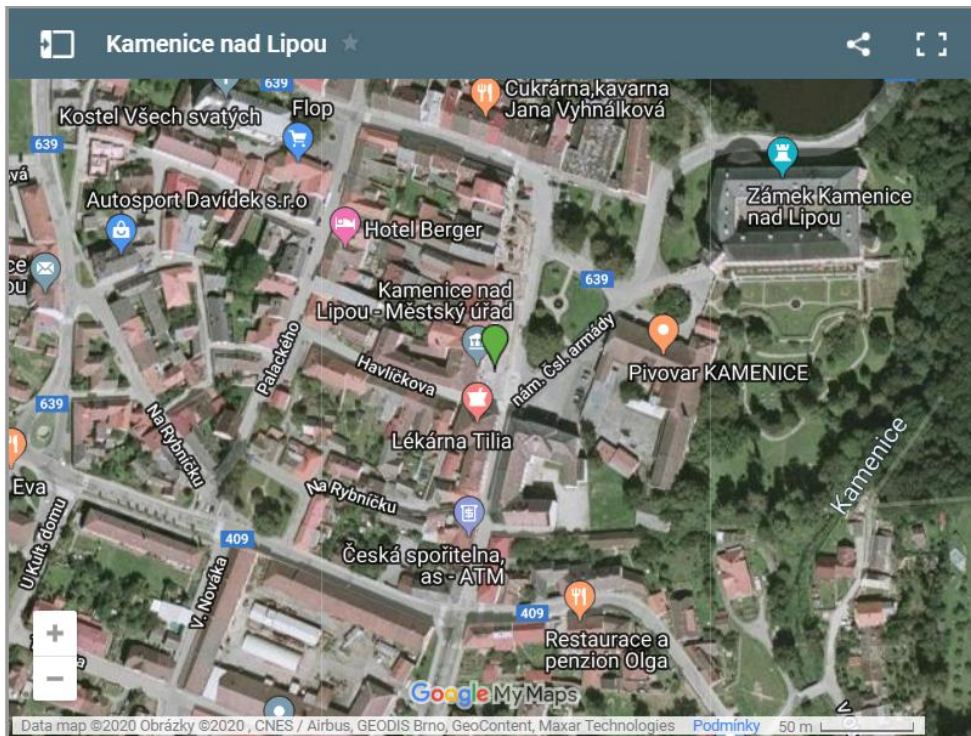 Kamenice nad Lipou
639
Cukrárna,kavarna
Jana Vyhnálková
Kostel Všech svatých
Flop
639
Zámek Kamenice
nad Lipou
Autosport Davídek s.r.o
Hotel Berger
639
Kamenice nad
Lipou - Městský úřad
Palackého
Havlíčkova
nám. Čsl. armády
Pivovar KAMENICE
639
Na Rybníčku
Lékárna Tilia
Kamenice
Eva
Na Rybníčku
U Kult. domu
409
V. Nováka
Česká spořitelna,
as - ATM
409
Restaurace a
penzion Olga
+
−
Google My Maps
Data map ©2020 Obrázky ©2020 , CNES / Airbus, GEODIS Brno, GeoContent, Maxar Technologies Podmínky 50 m